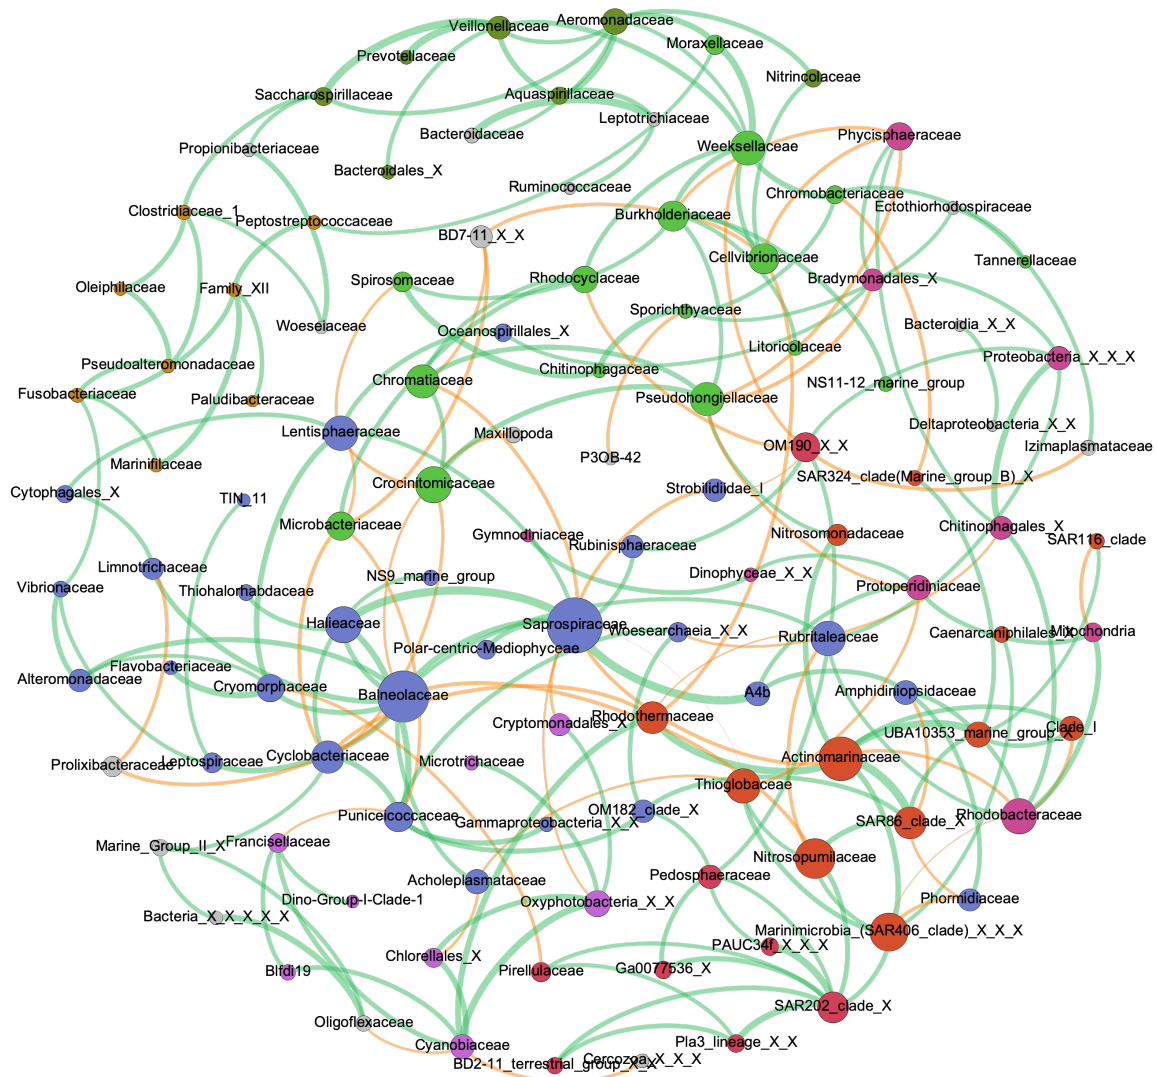 Aeromonadaceae
Veillonellaceae
Moraxellaceae
Prevotellaceae
Nitrincolaceae
Saccharospirillaceae
Aquaspirillaceae
Leptotrichiaceae
Bacteroidaceae
Phycisphaeraceae
Propionibacteriaceae
Weeksellaceae
Bacteroidales_X
Ruminococcaceae
Chromobacteriaceae
Ectothiorhodospiraceae
Clostridiaceae_1
Peptostreptococcaceae
Burkholderiaceae
BD7-11_X_X
Cellvibrionaceae
Tannerellaceae
Spirosomaceae
Rhodocyclaceae
Bradymonadales_X
Oleiphilaceae
Family_XII
Sporichthyaceae
Woeseiaceae
Oceanospirillales_X
Bacteroidia_X_X
Litoricolaceae
Proteobacteria_X_X_X
Pseudoalteromonadaceae
Chitinophagaceae
Chromatiaceae
NS11-12_marine_group
Fusobacteriaceae
Paludibacteraceae
Pseudohongiellaceae
Deltaproteobacteria_X_X
Lentisphaeraceae
Maxillopoda
OM190_X_X
Izimaplasmataceae
P3OB-42
Marinifilaceae
SAR324_clade(Marine_group_B)_X
Crocinitomicaceae
Cytophagales_X
TIN_11
Strobilidiidae_I
Microbacteriaceae
Chitinophagales_X
Gymnodiniaceae
Nitrosomonadaceae
SAR116_clade
Rubinisphaeraceae
Limnotrichaceae
NS9_marine_group
Dinophyceae_X_X
Vibrionaceae
Thiohalorhabdaceae
Protoperidiniaceae
Halieaceae
Saprospiraceae
Woesearchaeia_X_X
Rubritaleaceae
Caenarcaniphilales_X
Mitochondria
Polar-centric-Mediophyceae
Flavobacteriaceae
Alteromonadaceae
Cryomorphaceae
Balneolaceae
A4b
Amphidiniopsidaceae
Cryptomonadales_X
Rhodothermaceae
UBA10353_marine_group_X
Clade_I
Cyclobacteriaceae
Prolixibacteraceae
Leptospiraceae
Microtrichaceae
Actinomarinaceae
Thioglobaceae
Puniceicoccaceae
Gammaproteobacteria_X_X
OM182_clade_X
SAR86_clade_X
Rhodobacteraceae
Marine_Group_II_X
Francisellaceae
Nitrosopumilaceae
Acholeplasmataceae
Pedosphaeraceae
Dino-Group-I-Clade-1
Oxyphotobacteria_X_X
Phormidiaceae
Bacteria_X_X_X_X_X
Marinimicrobia_(SAR406_clade)_X_X_X
PAUC34f_X_X_X
Chlorellales_X
Blfdi19
Pirellulaceae
Ga0077536_X
SAR202_clade_X
Oligoflexaceae
Cyanobiaceae
Pla3_lineage_X_X
BD2-11_terrestrial_group_X_X
Cercozoa_X_X_X